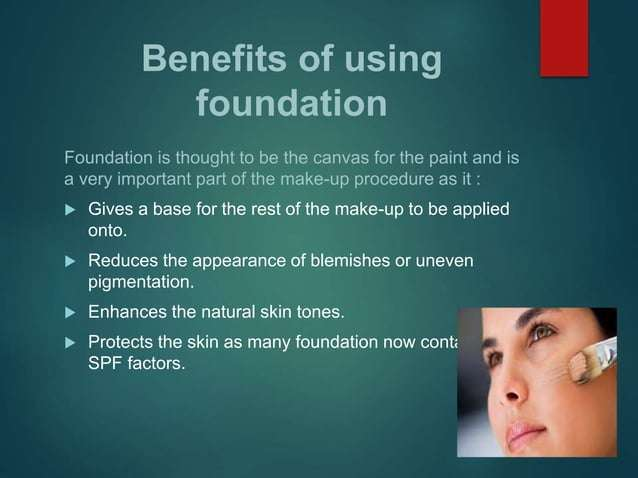 Benefits of using
foundation
Foundation is thought to be the canvas for the paint and is
a very important part of the make-up procedure as it :
Gives a base for the rest of the make-up to be applied
onto.
Reduces the appearance of blemishes or uneven
pigmentation.
Enhances the natural skin tones.
Protects the skin as many foundation now conta
SPF factors.